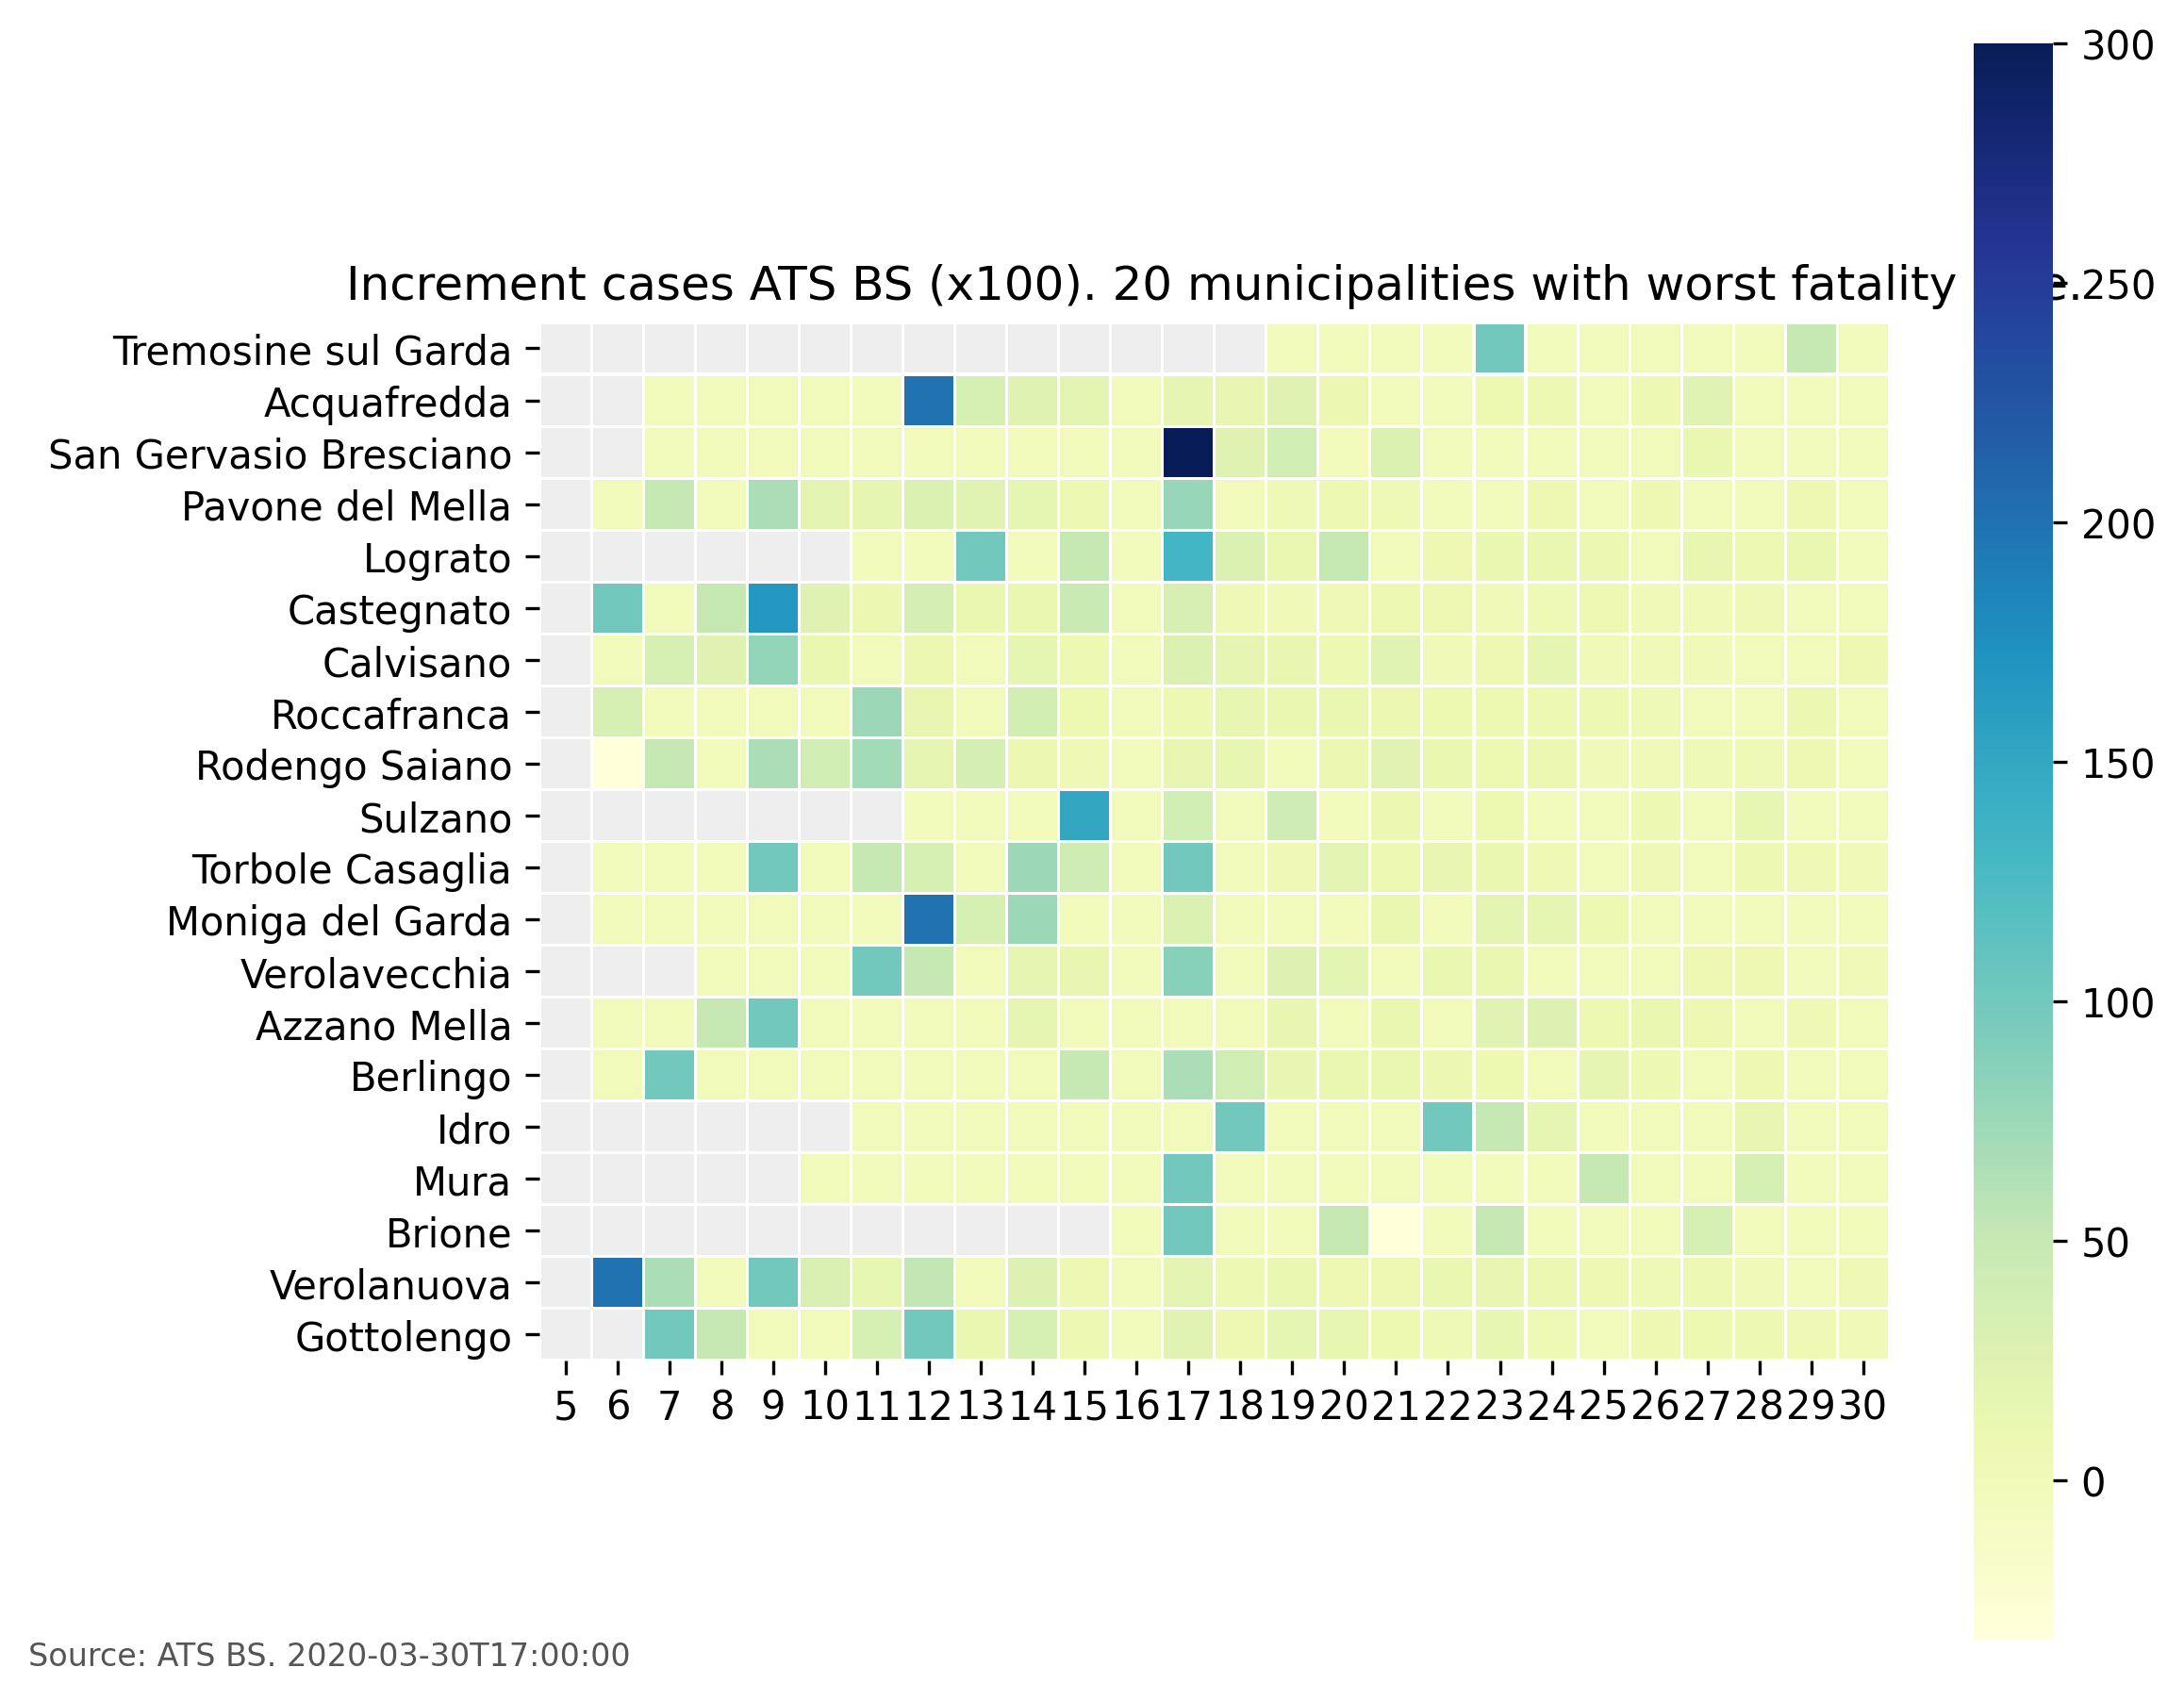 Increment cases ATS BS (x100). 20 municipalities with worst fatality
300
250
200
150
100
50
0
Tremosine sul Garda
Acquafredda
San Gervasio Bresciano
Pavone del Mella
Lograto
Castegnato
Calvisano
Roccafranca
Rodengo Saiano
Sulzano
Torbole Casaglia
Moniga del Garda
Verolavecchia
Azzano Mella
Berlingo
Idro
Mura
Brione
Verolanuova
Gottolengo
5 6 7 8 9 10 11 12 13 14 15 16 17 18 19 20 21 22 23 24 25 26 27 28 29 30
Source: ATS BS. 2020-03-30T17:00:00